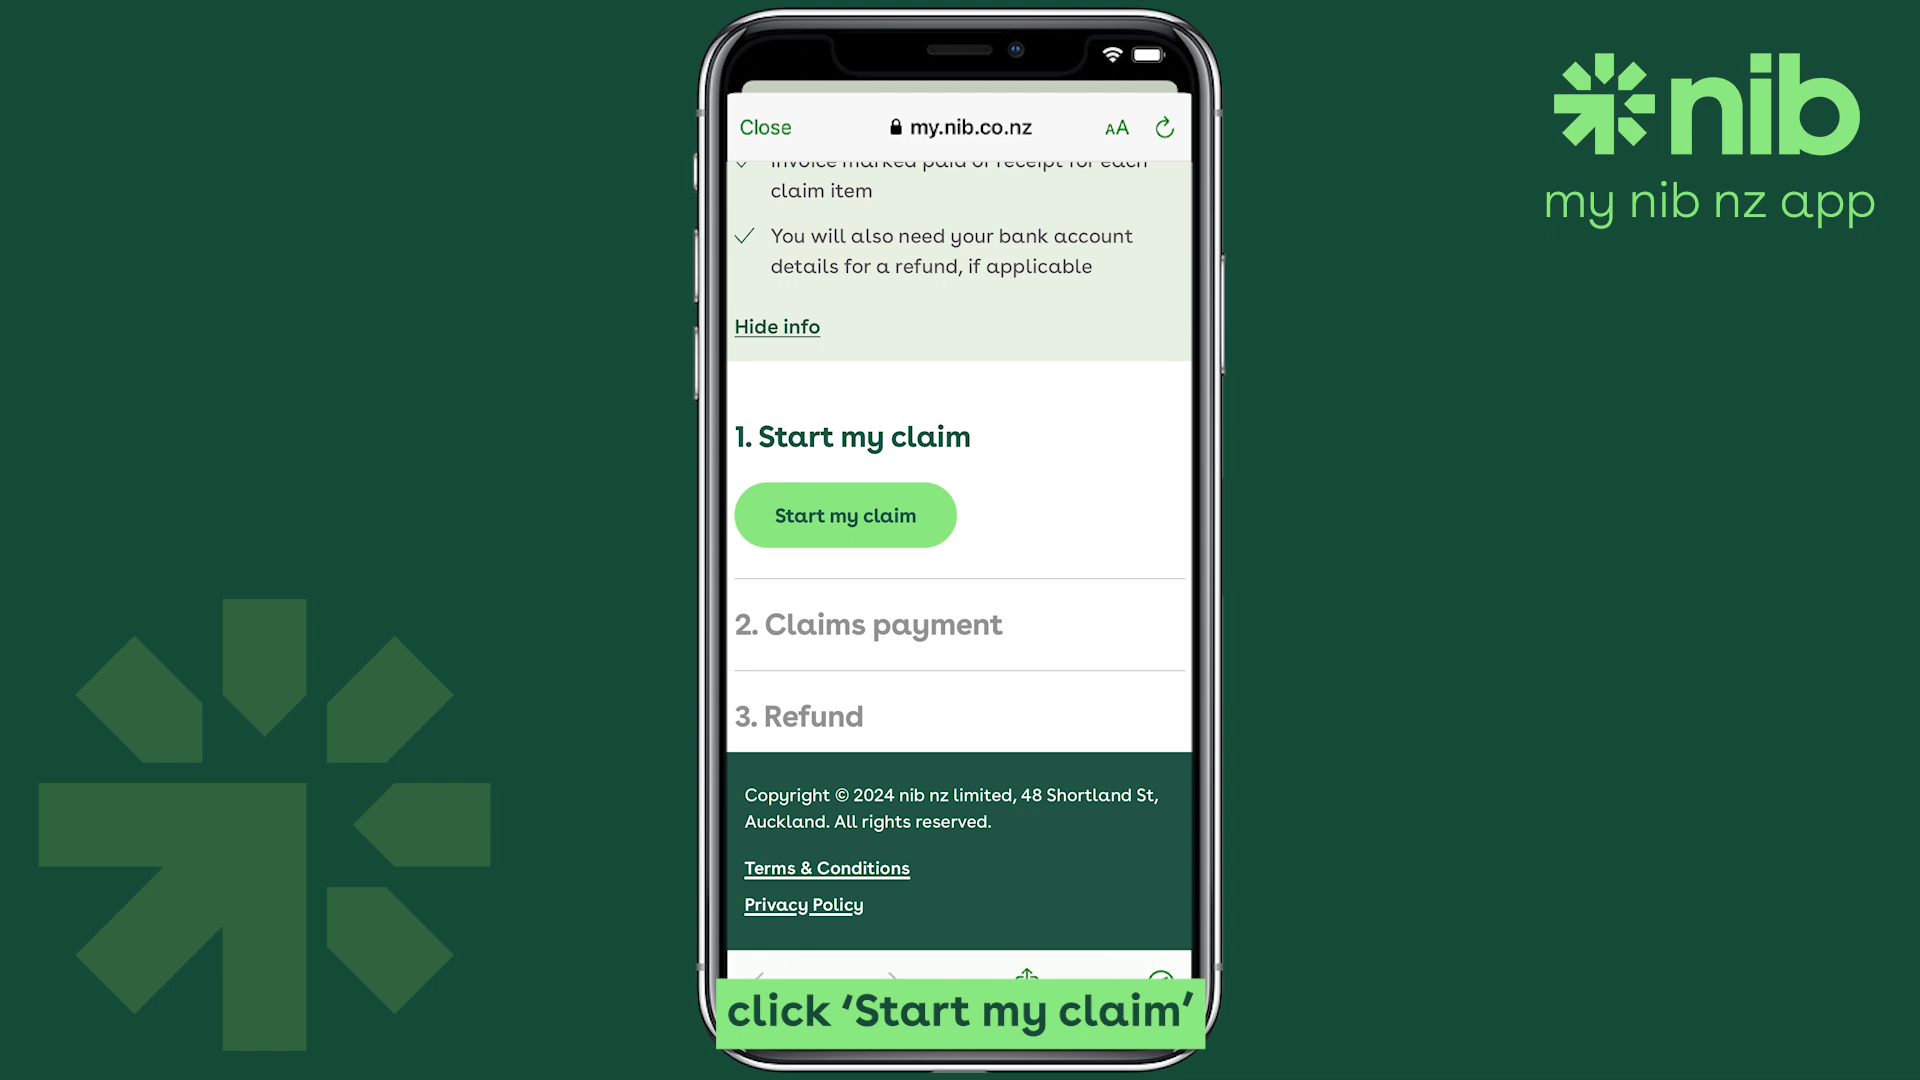 nib
my nib nz app
Close
my.nib.co.nz
AA
Invoice marked paid or receipt for each
claim item
You will also need your bank account
details for a refund, if applicable
Hide info
1. Start my claim
Start my claim
2. Claims payment
3. Refund
Copyright © 2024 nib nz limited, 48 Shortland St,
Auckland. All rights reserved.
Terms & Conditions
Privacy Policy
click ‘Start my claim’